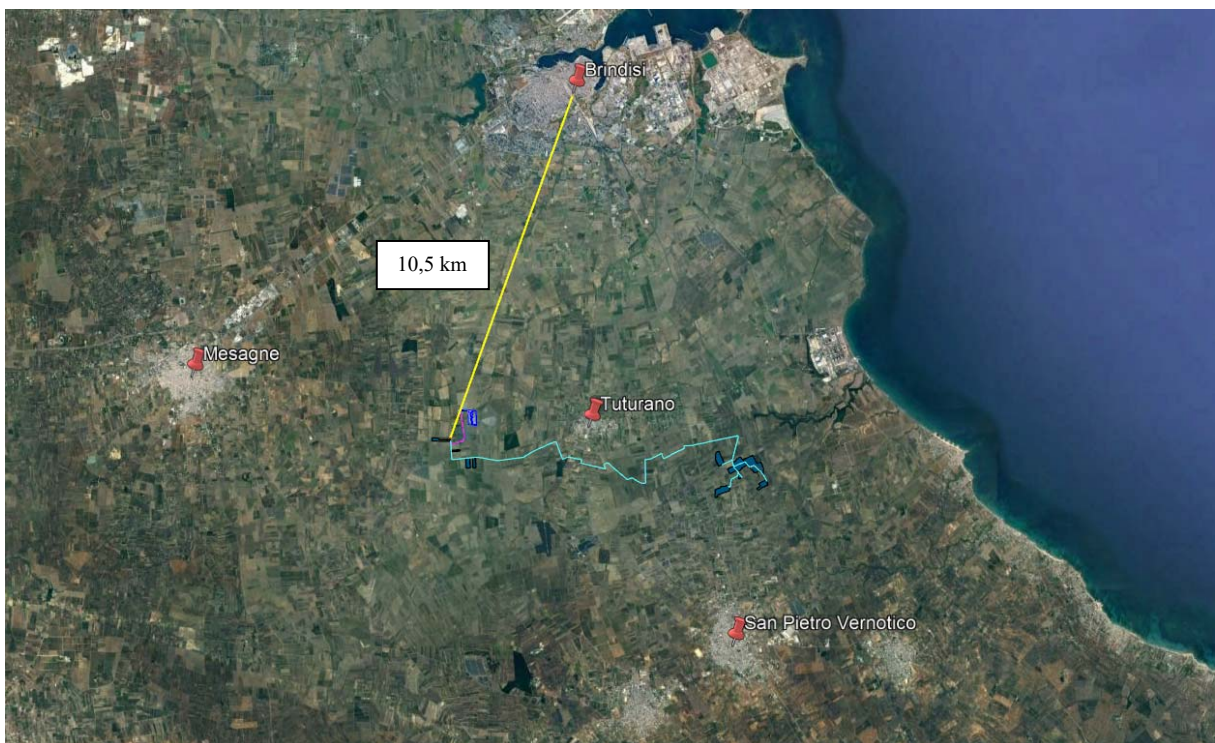 Brindisi
10,5 km
Mesagne
Tuturano
San Pietro Vernotico